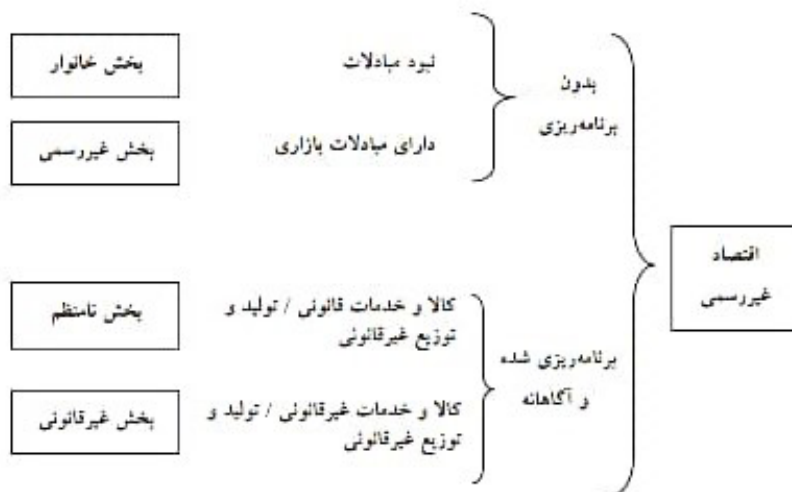 اقتصاد
غیررسمی
بدون
برنامه‌ریزی
نبود مبادلات
بخش خانوار
دارای مبادلات بازاری
بخش غیررسمی
برنامه‌ریزی شده
و آگاهانه
کالا و خدمات قانونی / تولید و
توزیع غیرقانونی
بخش نامنظم
کالا و خدمات غیرقانونی / تولید و
توزیع غیرقانونی
بخش غیرقانونی